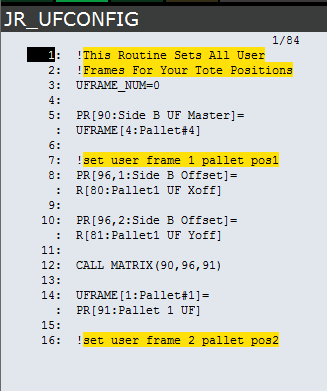 JR_UFCONFIG
1/84
1: !This Routine Sets All User
2: !Frames For Your Tote Positions
3: UFRAME_NUM=0
4:
5: PR[90:Side B UF Master]=
: UFRAME[4:Pallet#4]
6:
7: !set user frame 1 pallet pos1
8: PR[96,1:Side B Offset]=
: R[80:Pallet1 UF Xoff]
9:
10: PR[96,2:Side B Offset]=
: R[81:Pallet1 UF Yoff]
11:
12: CALL MATRIX(90,96,91)
13:
14: UFRAME[1:Pallet#1]=
: PR[91:Pallet 1 UF]
15:
16: !set user frame 2 pallet pos2